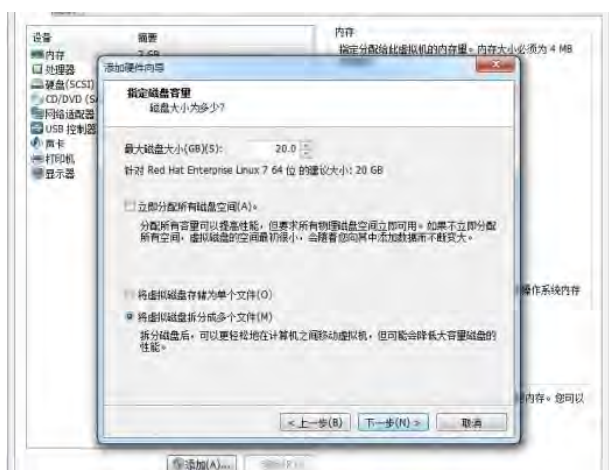 设备
摘要
内存
内存
2 GB
指定分配给此虚拟机的内存量。内存大小必须为 4 MB
处理器
硬盘(SCSI)
CD/DVD (S
网络适配器
USB 控制器
声卡
打印机
显示器
添加硬件向导
指定磁盘容量
磁盘大小为多少?
最大磁盘大小(GB)(S):
20.0
针对 Red Hat Enterprise Linux 7 64 位 的建议大小: 20 GB
立即分配所有磁盘空间(A)。
分配所有容量可以提高性能，但要求所有物理磁盘空间立即可用。如果不立即分配
所有空间，虚拟磁盘的空间最初很小，会随着您向其中添加数据而不断变大。
将虚拟磁盘存储为单个文件(O)
将虚拟磁盘拆分成多个文件(M)
拆分磁盘后，可以更轻松地在计算机之间移动虚拟机，但可能会降低大容量磁盘的
性能。
操作系统内存
内存。您可以
< 上一步(B)
下一步(N) >
取消
添加(A)...